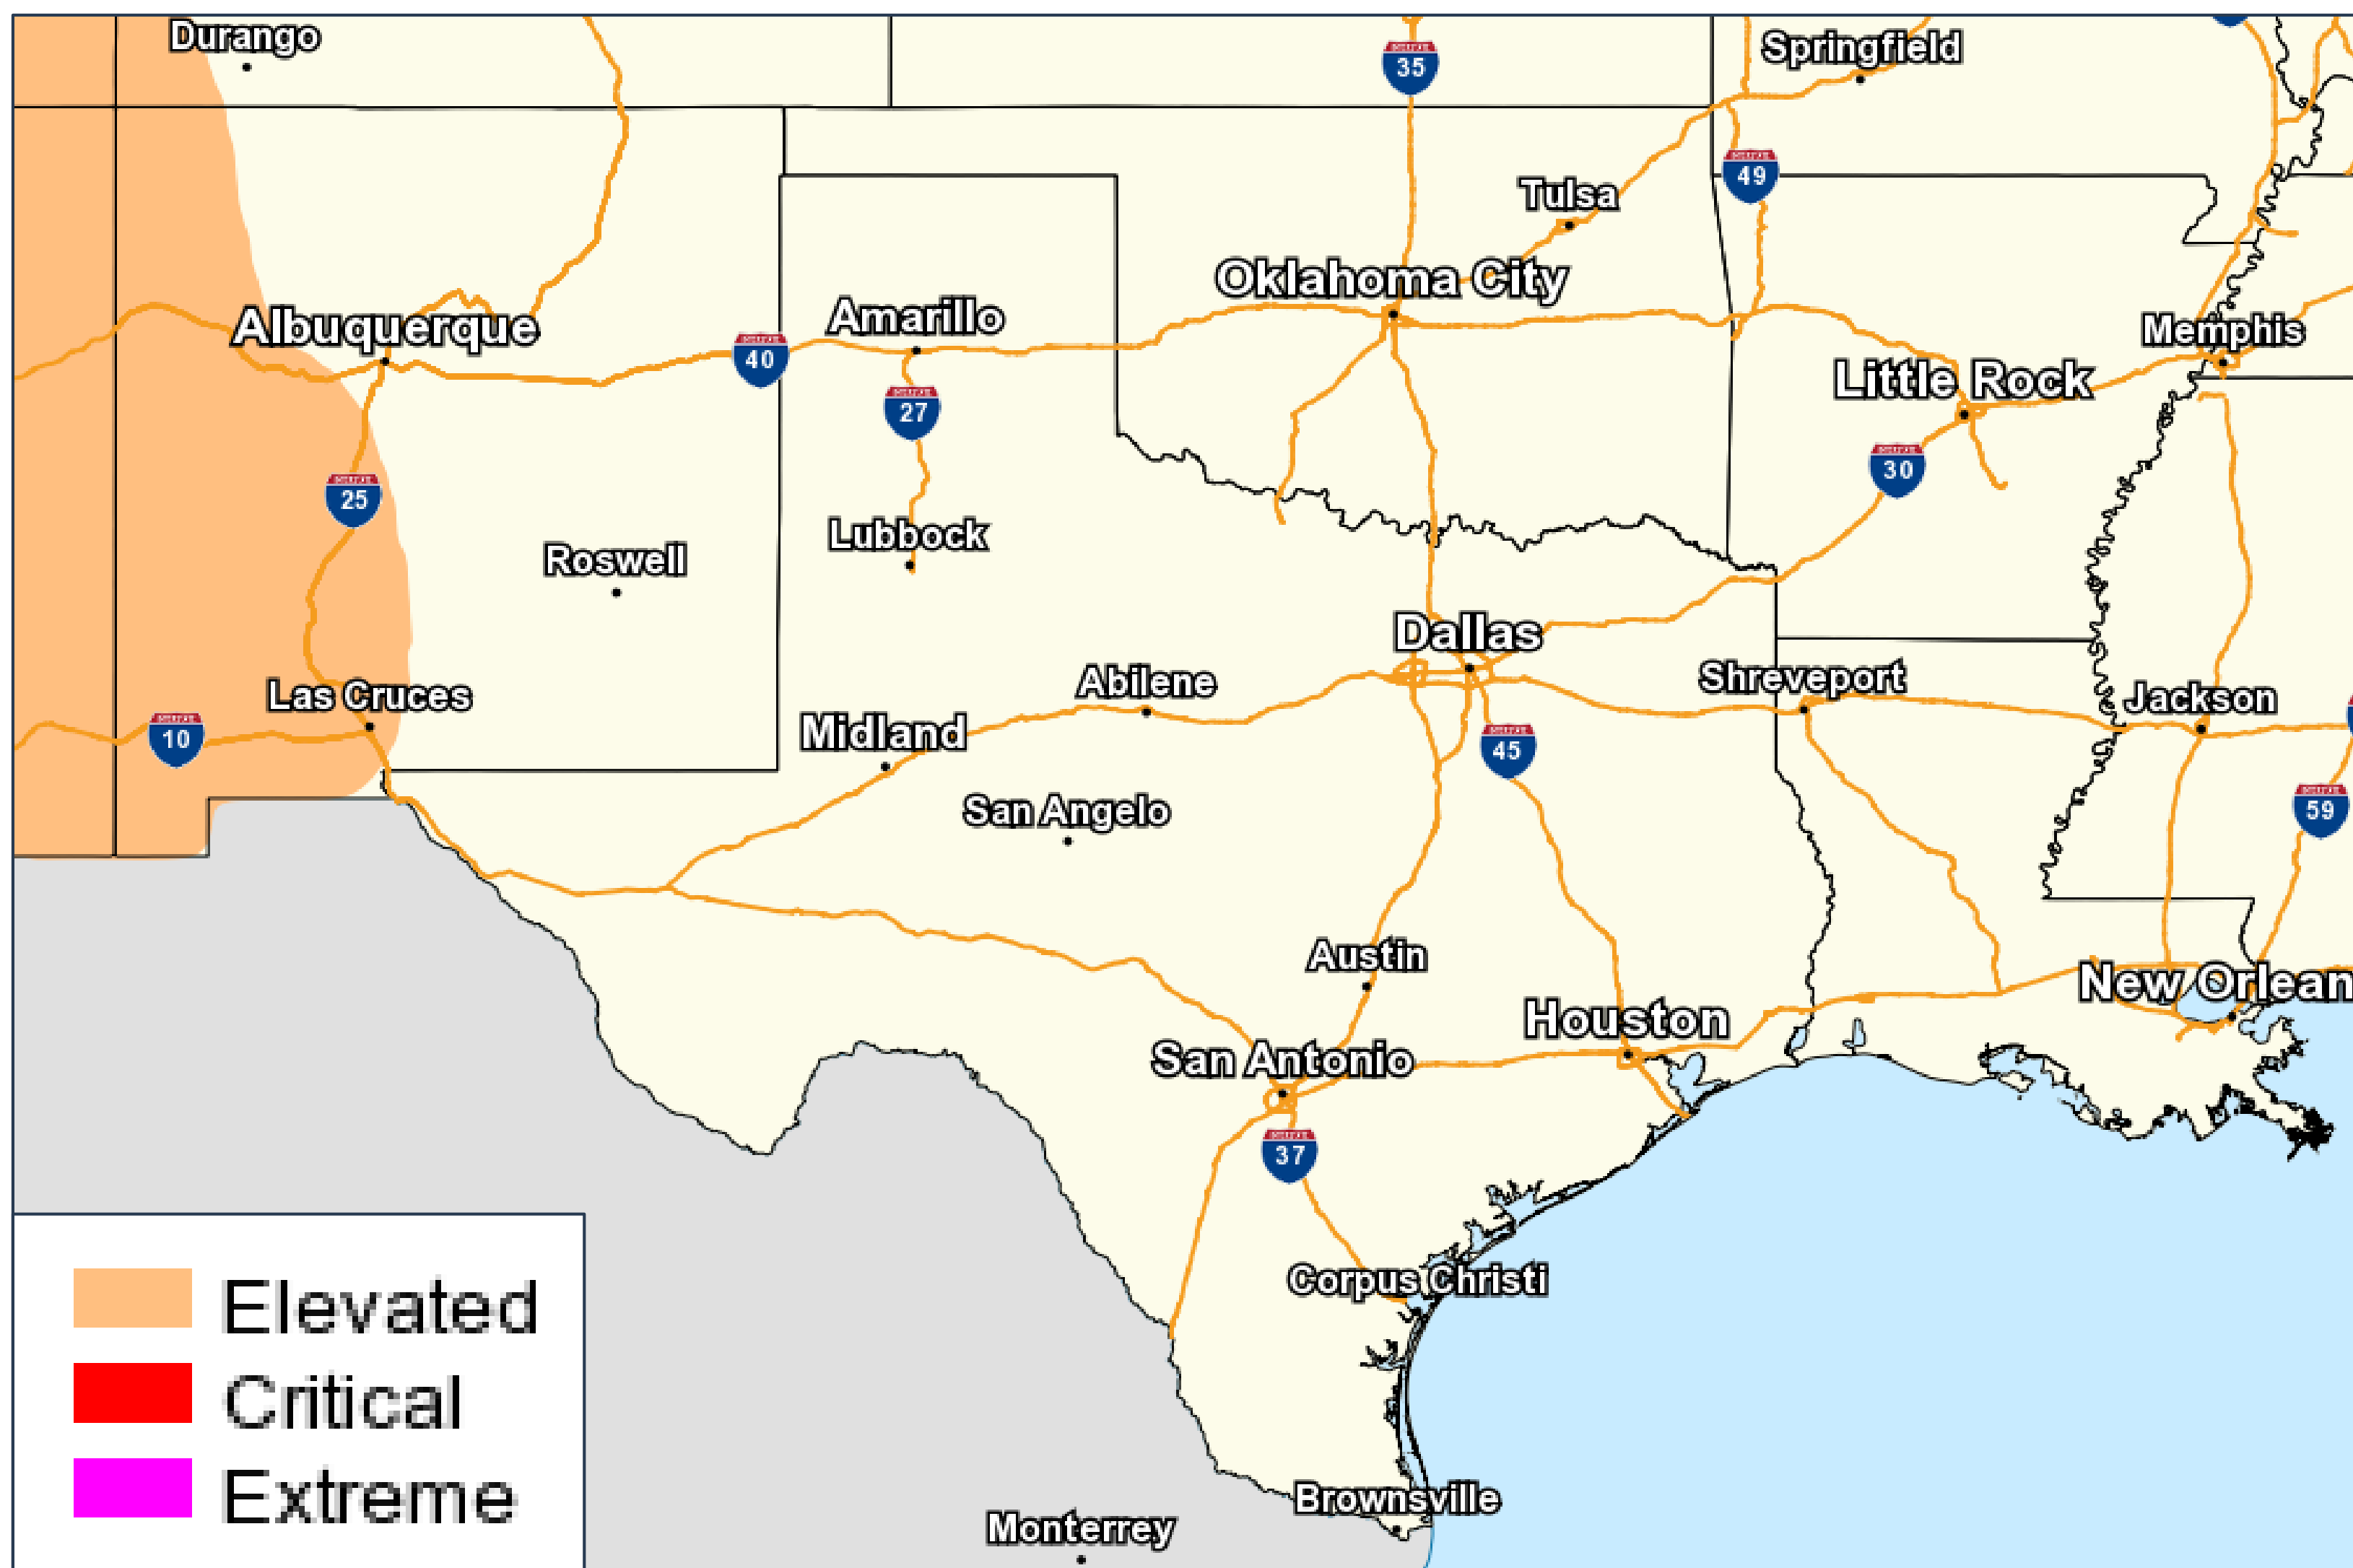 Durango
35
Springfield
49
Tulsa
Oklahoma City
Albuquerque
Amarillo
40
Memphis
Little Rock
27
30
25
Lubbock
Roswell
Dallas
Las Cruces
Abilene
Shreveport
Jackson
10
Midland
45
San Angelo
59
Austin
New Orlean
Houston
San Antonio
37
Corpus Christi
Elevated
Critical
Extreme
Brownsville
Monterrey